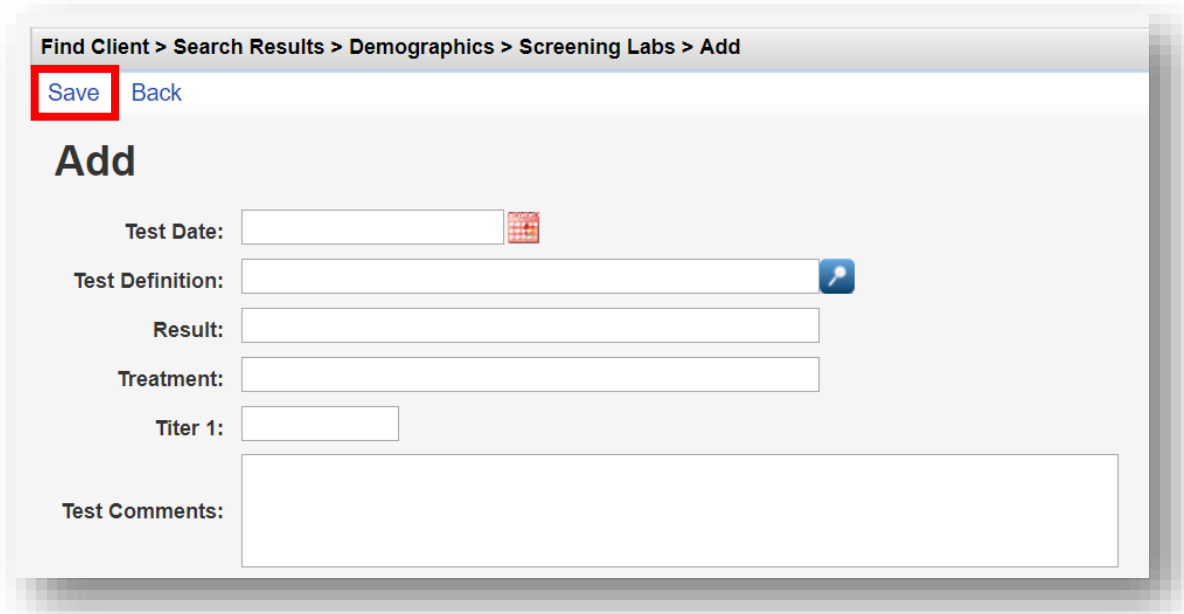 Find Client > Search Results > Demographics > Screening Labs > Add
Save Back
Add
Test Date:
Test Definition:
Result:
Treatment:
Titer 1:
Test Comments: